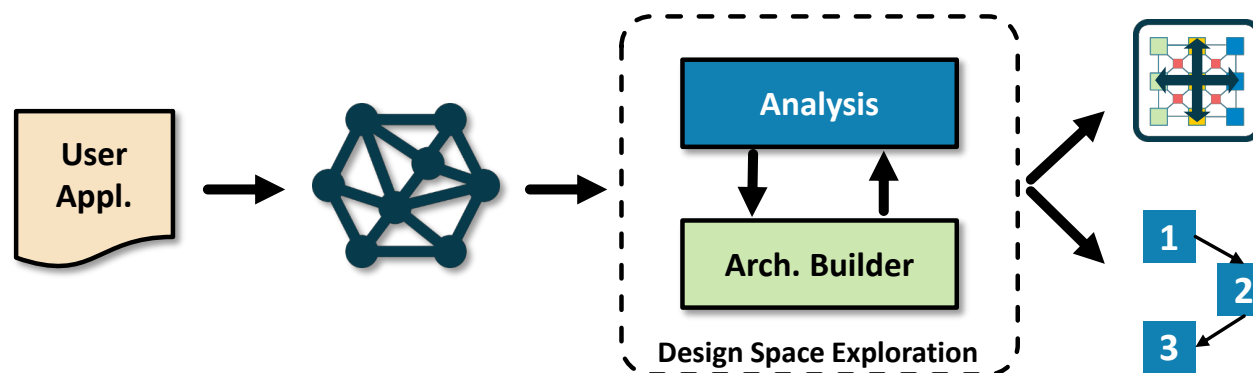 User
Appl.
Analysis
Arch. Builder
Design Space Exploration
1
2
3